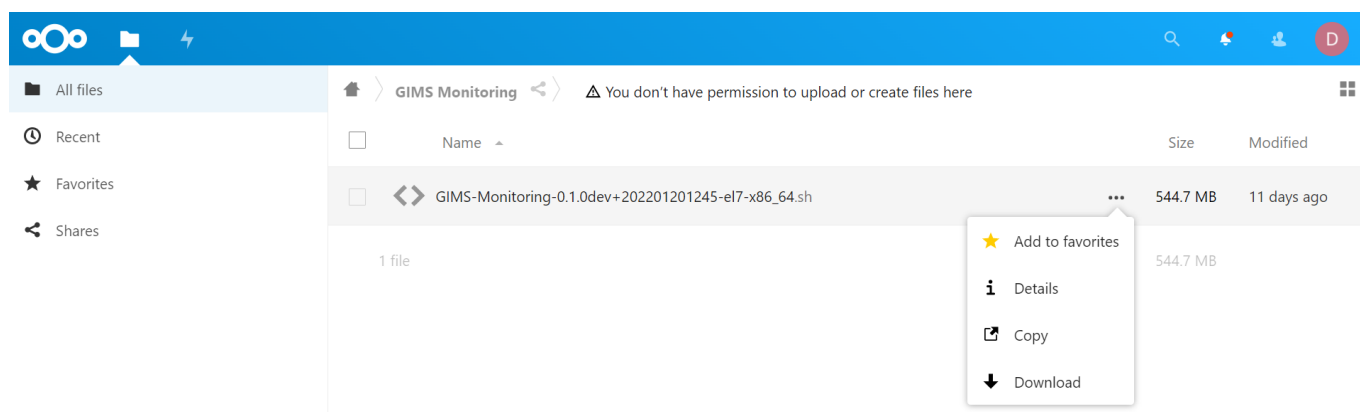 D
All files
GIMS Monitoring
⚠ You don't have permission to upload or create files here
Recent
Name
Size
Modified
Favorites
GIMS-Monitoring-0.1.0dev+202201201245-el7-x86_64.sh
544.7 MB
11 days ago
Shares
Add to favorites
1 file
544.7 MB
Details
Copy
Download